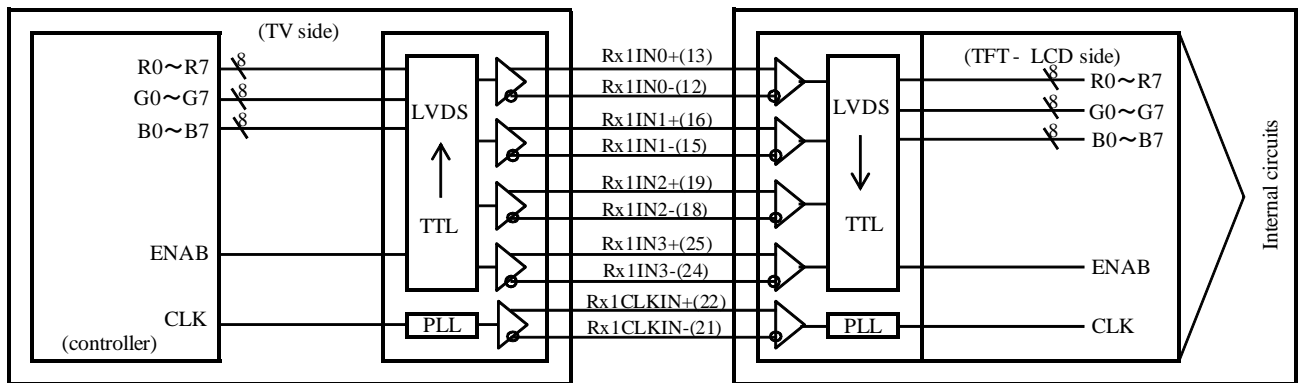 (TV side)
R0～R7
8
G0～G7
8
B0～B7
8
LVDS
TTL
ENAB
CLK
PLL
(controller)
Rx1IN0+(13)
Rx1IN0-(12)
Rx1IN1+(16)
Rx1IN1-(15)
Rx1IN2+(19)
Rx1IN2-(18)
Rx1IN3+(25)
Rx1IN3-(24)
Rx1CLKIN+(22)
Rx1CLKIN-(21)
(TFT - LCD side)
LVDS
TTL
PLL
8
R0～R7
8
G0～G7
8
B0～B7
ENAB
CLK
Internal circuits